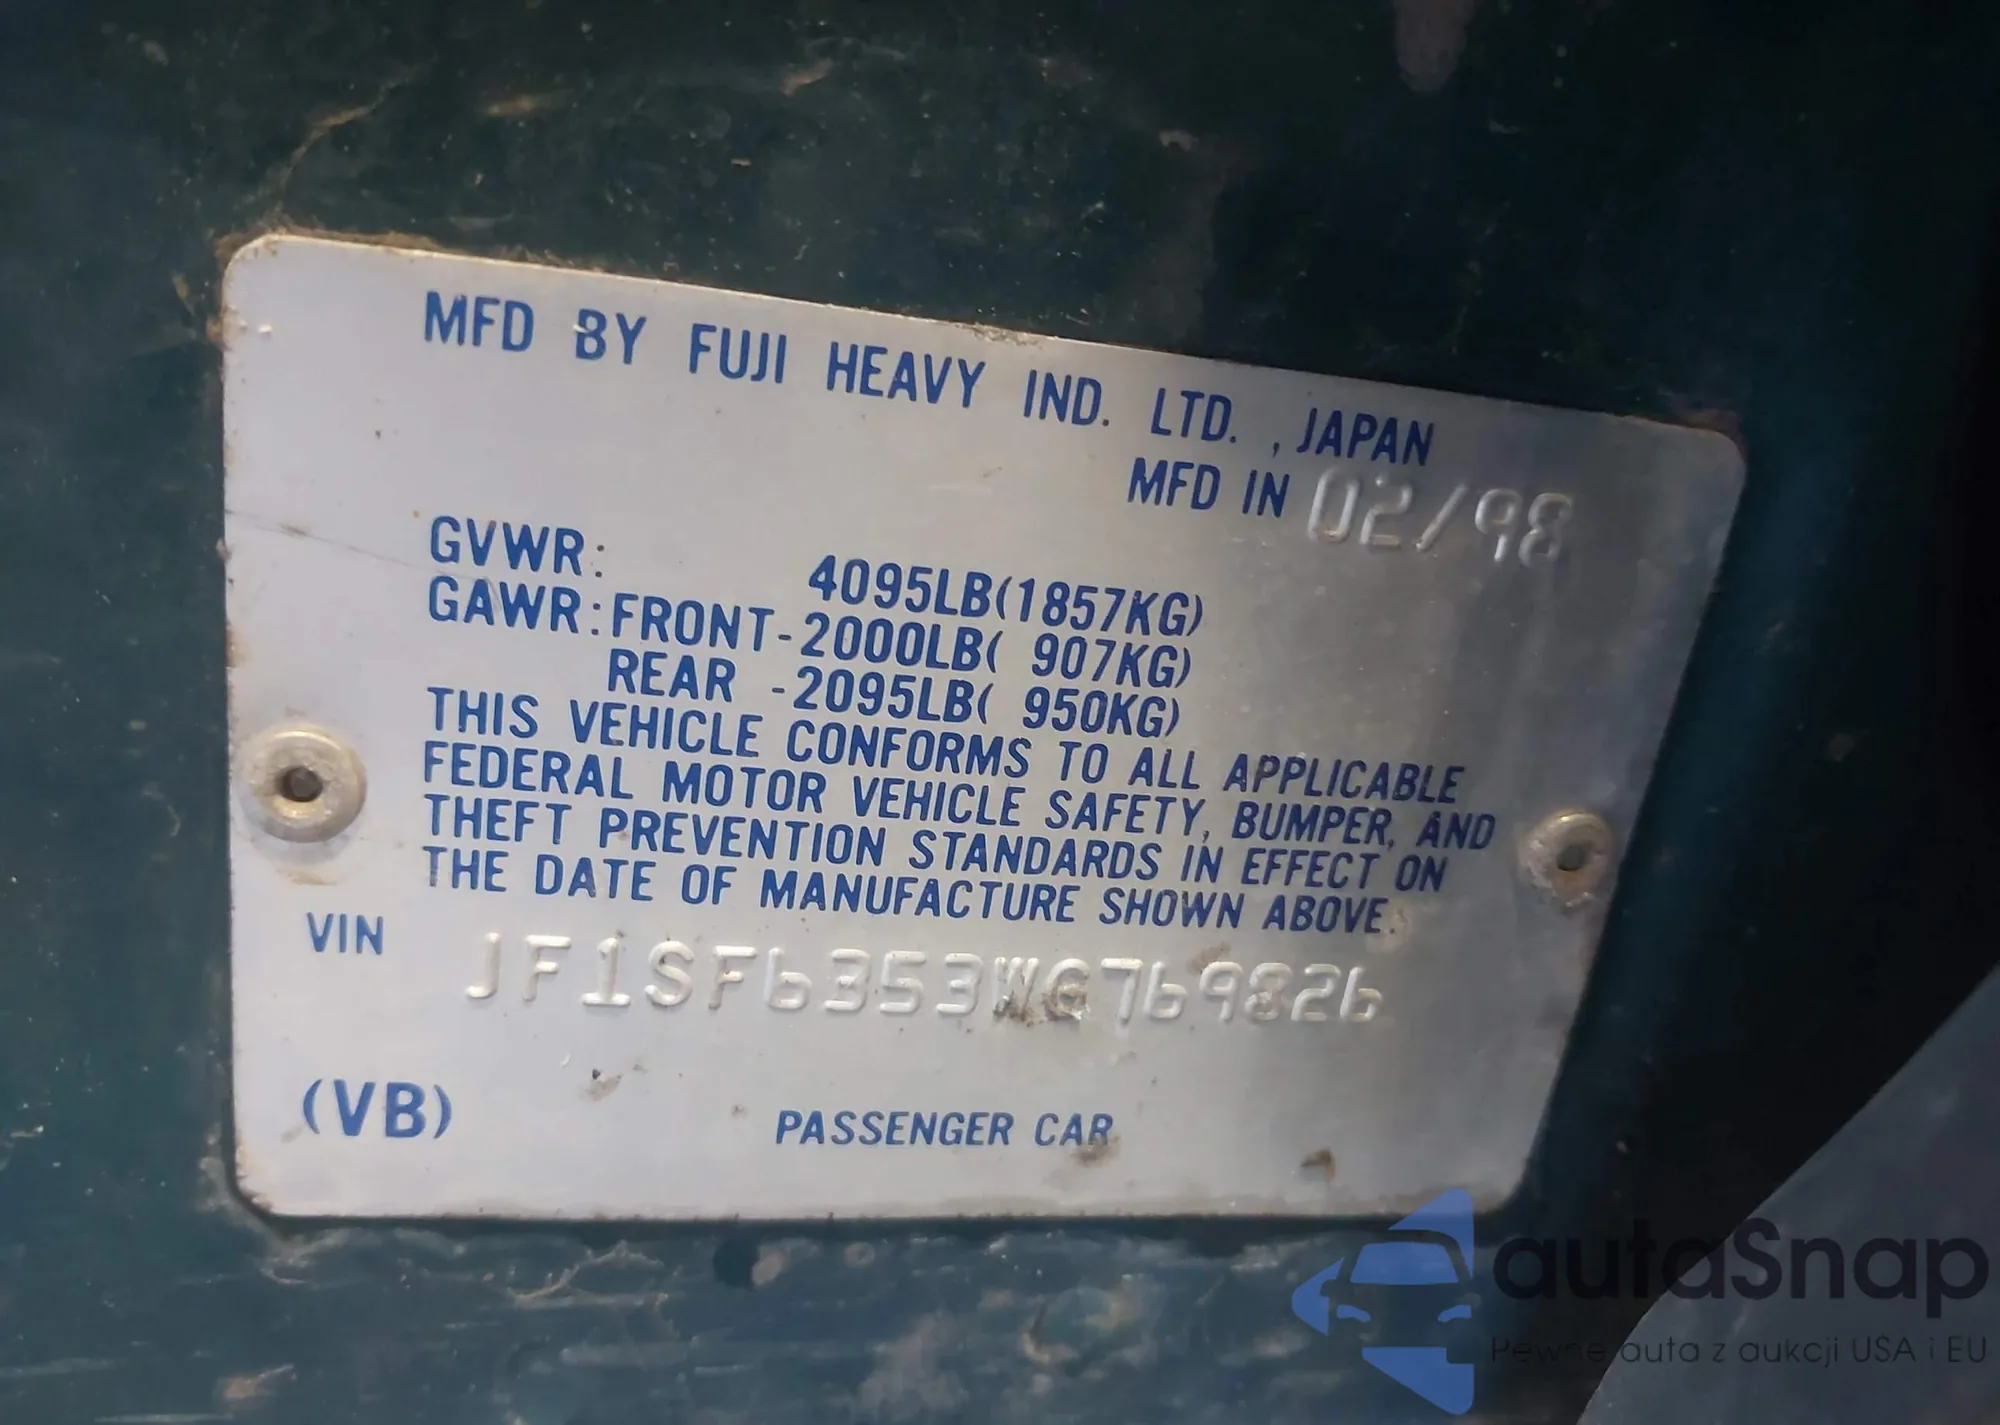 MFD BY FUJI HEAVY IND. LTD. , JAPAN
MFD IN 02/98
GVWR: 4095LB(1857KG)
GAWR:FRONT-2000LB( 907KG)
REAR -2095LB( 950KG)
THIS VEHICLE CONFORMS TO ALL APPLICABLE
FEDERAL MOTOR VEHICLE SAFETY, BUMPER, AND
THEFT PREVENTION STANDARDS IN EFFECT ON
THE DATE OF MANUFACTURE SHOWN ABOVE.
VIN JF1SF6353WG769826
(VB) PASSENGER CAR
autaSnap
Pewne auta z aukcji USA i EU